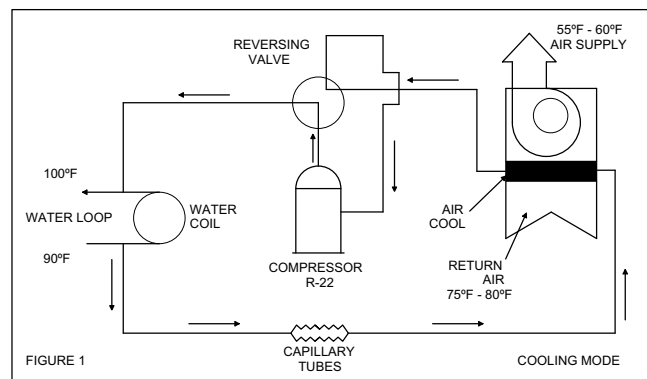 55ºF - 60ºF
AIR SUPPLY
REVERSING
VALVE
100ºF
WATER LOOP
90ºF
WATER
COIL
COMPRESSOR
R-22
AIR
COOL
RETURN
AIR
75ºF - 80ºF
CAPILLARY
TUBES
FIGURE 1
COOLING MODE